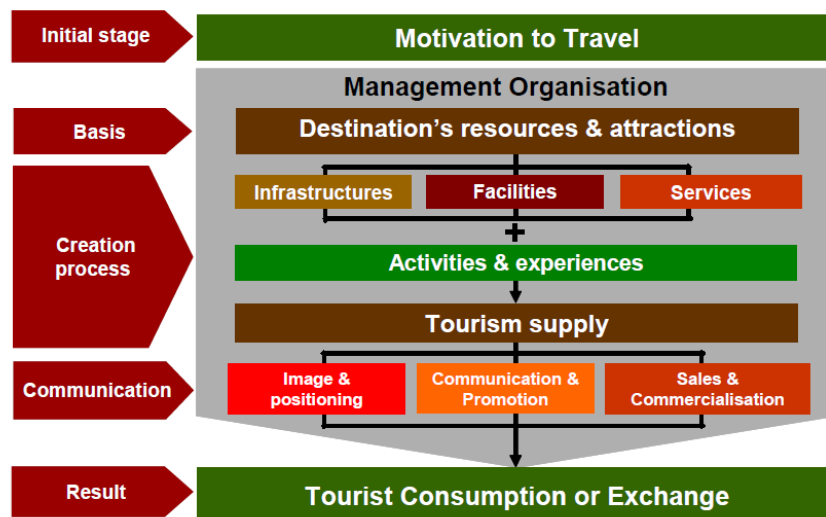 Initial stage
Motivation to Travel
Management Organisation
Basis
Destination's resources & attractions
Infrastructures
Facilities
Services
+
Creation
process
Activities & experiences
Tourism supply
Communication
Image &
positioning
Communication &
Promotion
Sales &
Commercialisation
Result
Tourist Consumption or Exchange